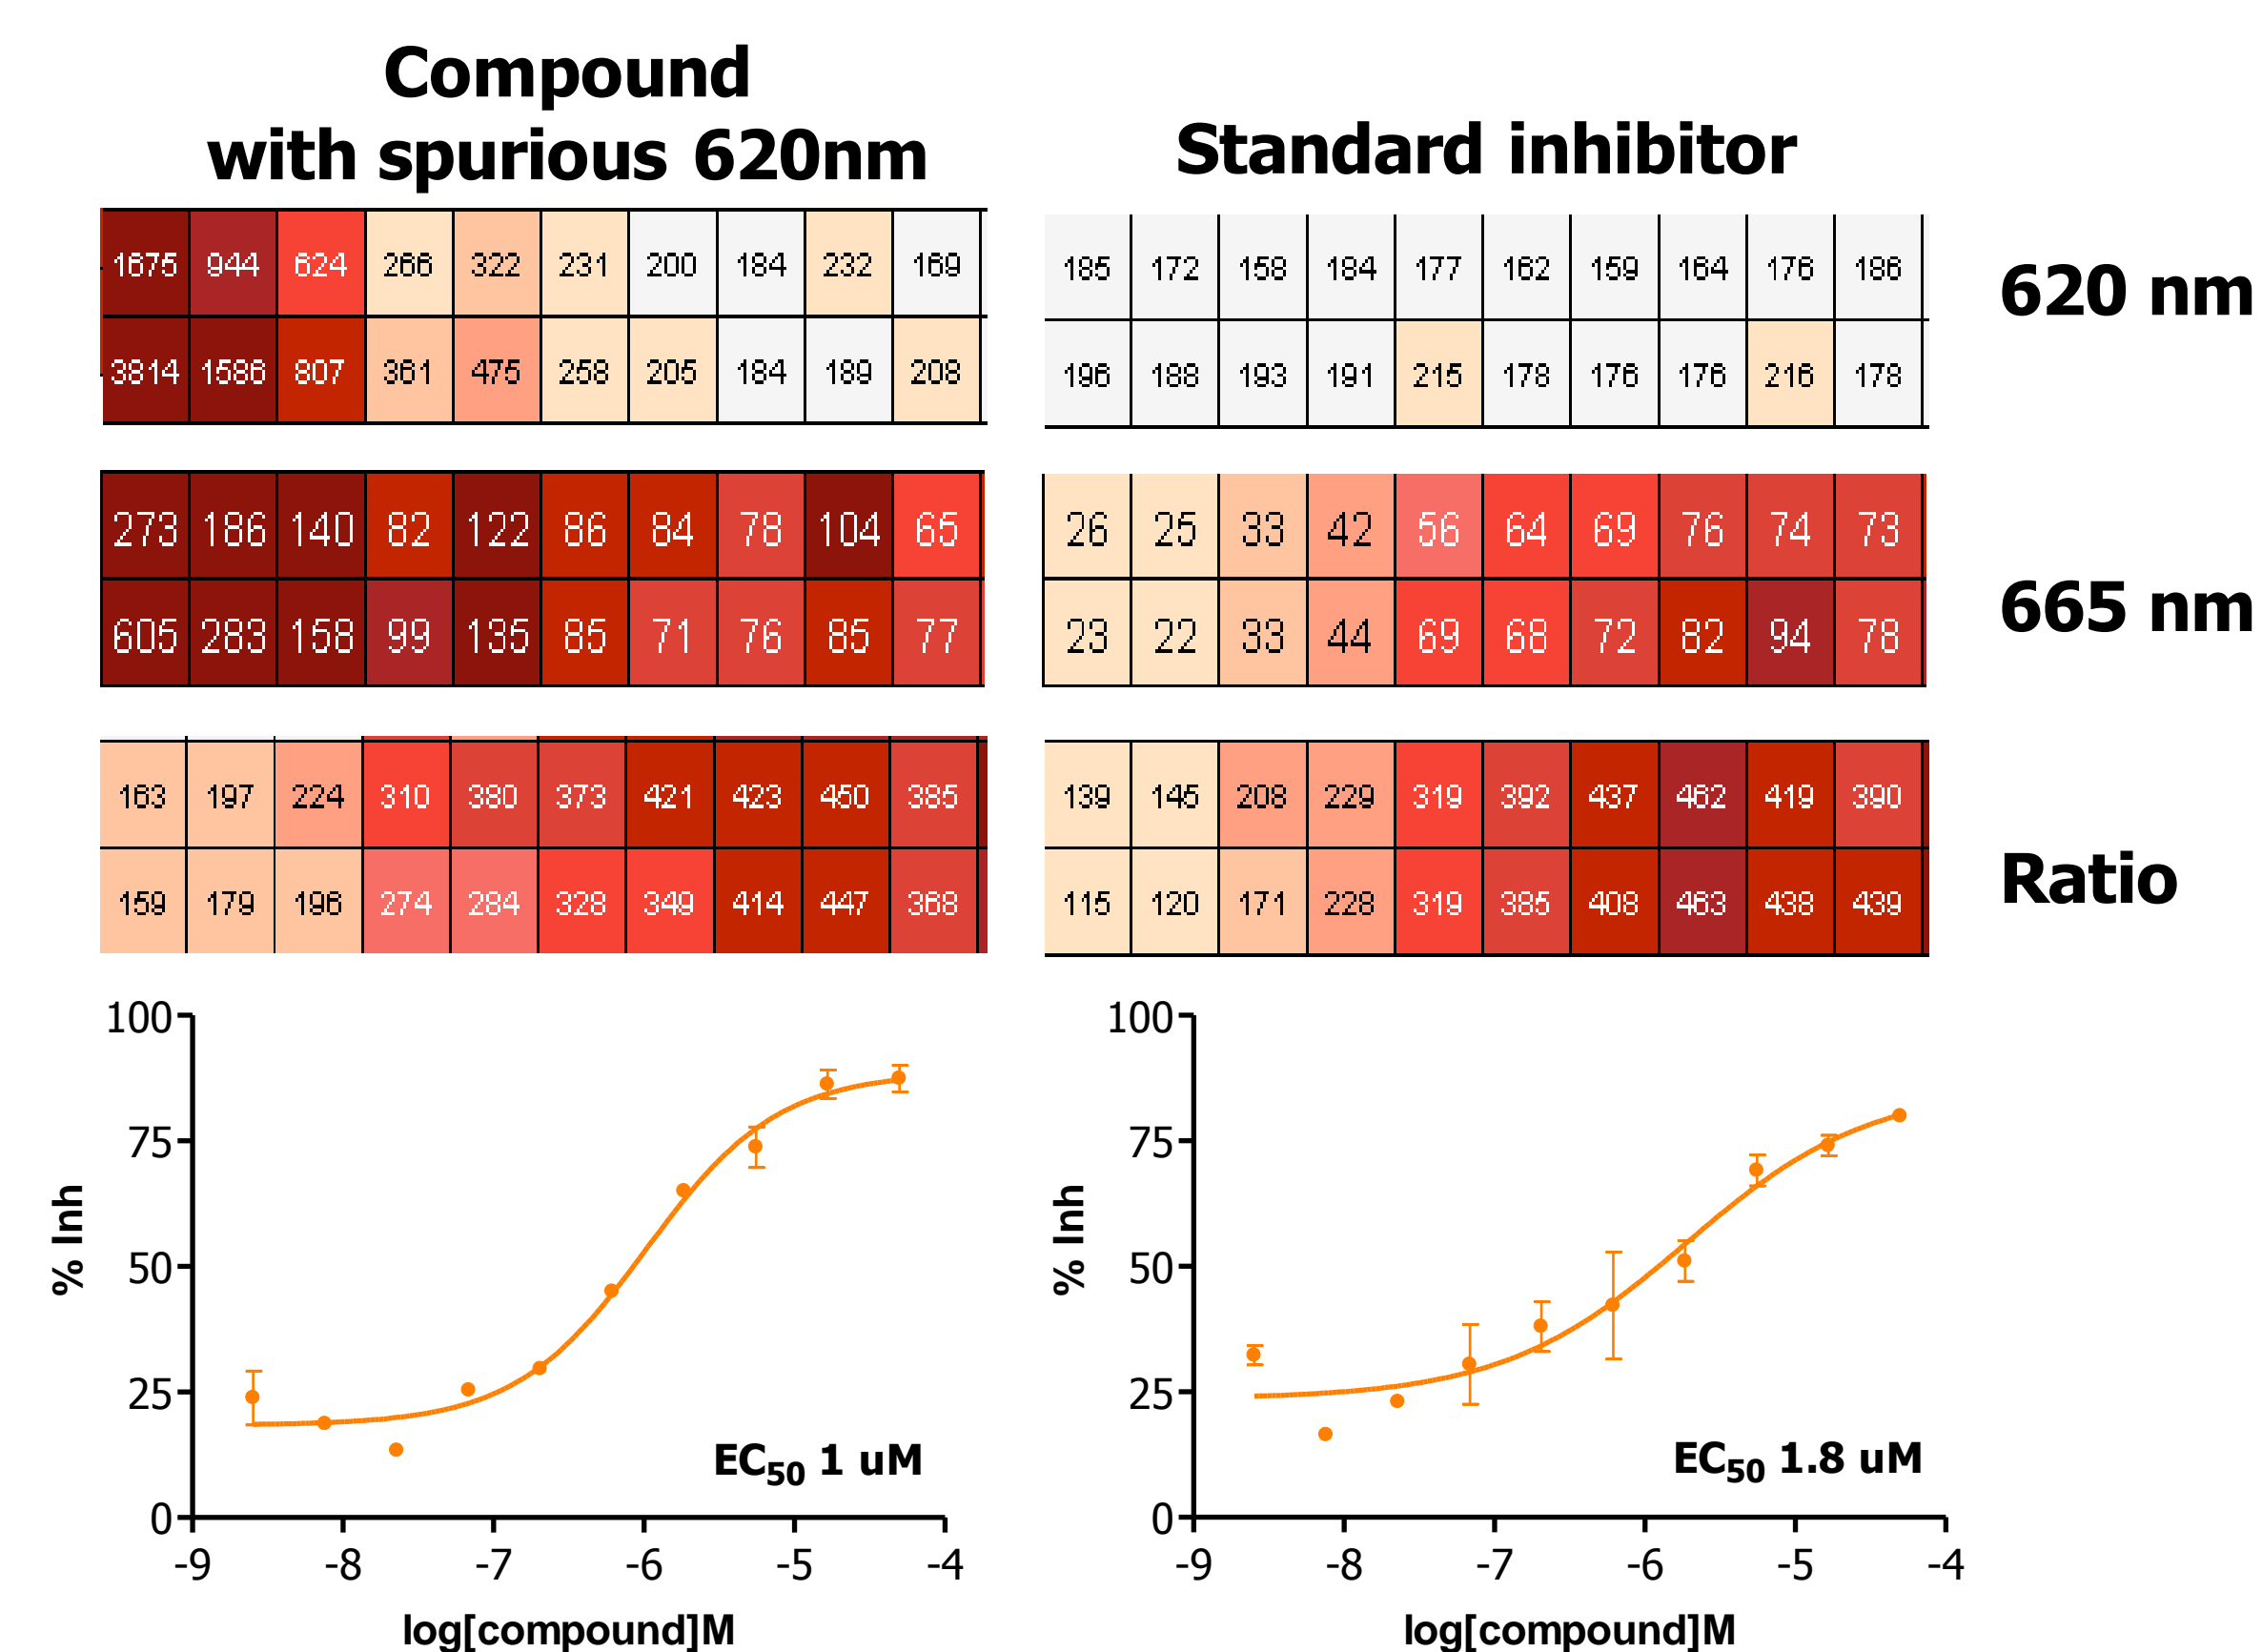 Compound
with spurious 620nm
Standard inhibitor
1675 944 624 266 322 231 200 184 232 169
3814 1586 807 361 475 258 205 184 189 208
185 172 158 184 177 162 159 164 176 186
196 188 193 191 215 178 176 176 216 178
620 nm
273 186 140 82 122 86 84 78 104 65
605 283 158 99 135 85 71 76 85 77
26 25 33 42 56 64 69 76 74 73
23 22 33 44 69 68 72 82 94 78
665 nm
163 197 224 310 380 373 421 423 450 385
159 179 196 274 284 328 349 414 447 368
139 145 208 229 319 392 437 462 419 390
115 120 171 228 319 385 408 463 438 439
Ratio
100
75
50
25
0
% Inh
EC50 1 uM
-9 -8 -7 -6 -5 -4
log[compound]M
100
75
50
25
0
% Inh
EC50 1.8 uM
-9 -8 -7 -6 -5 -4
log[compound]M